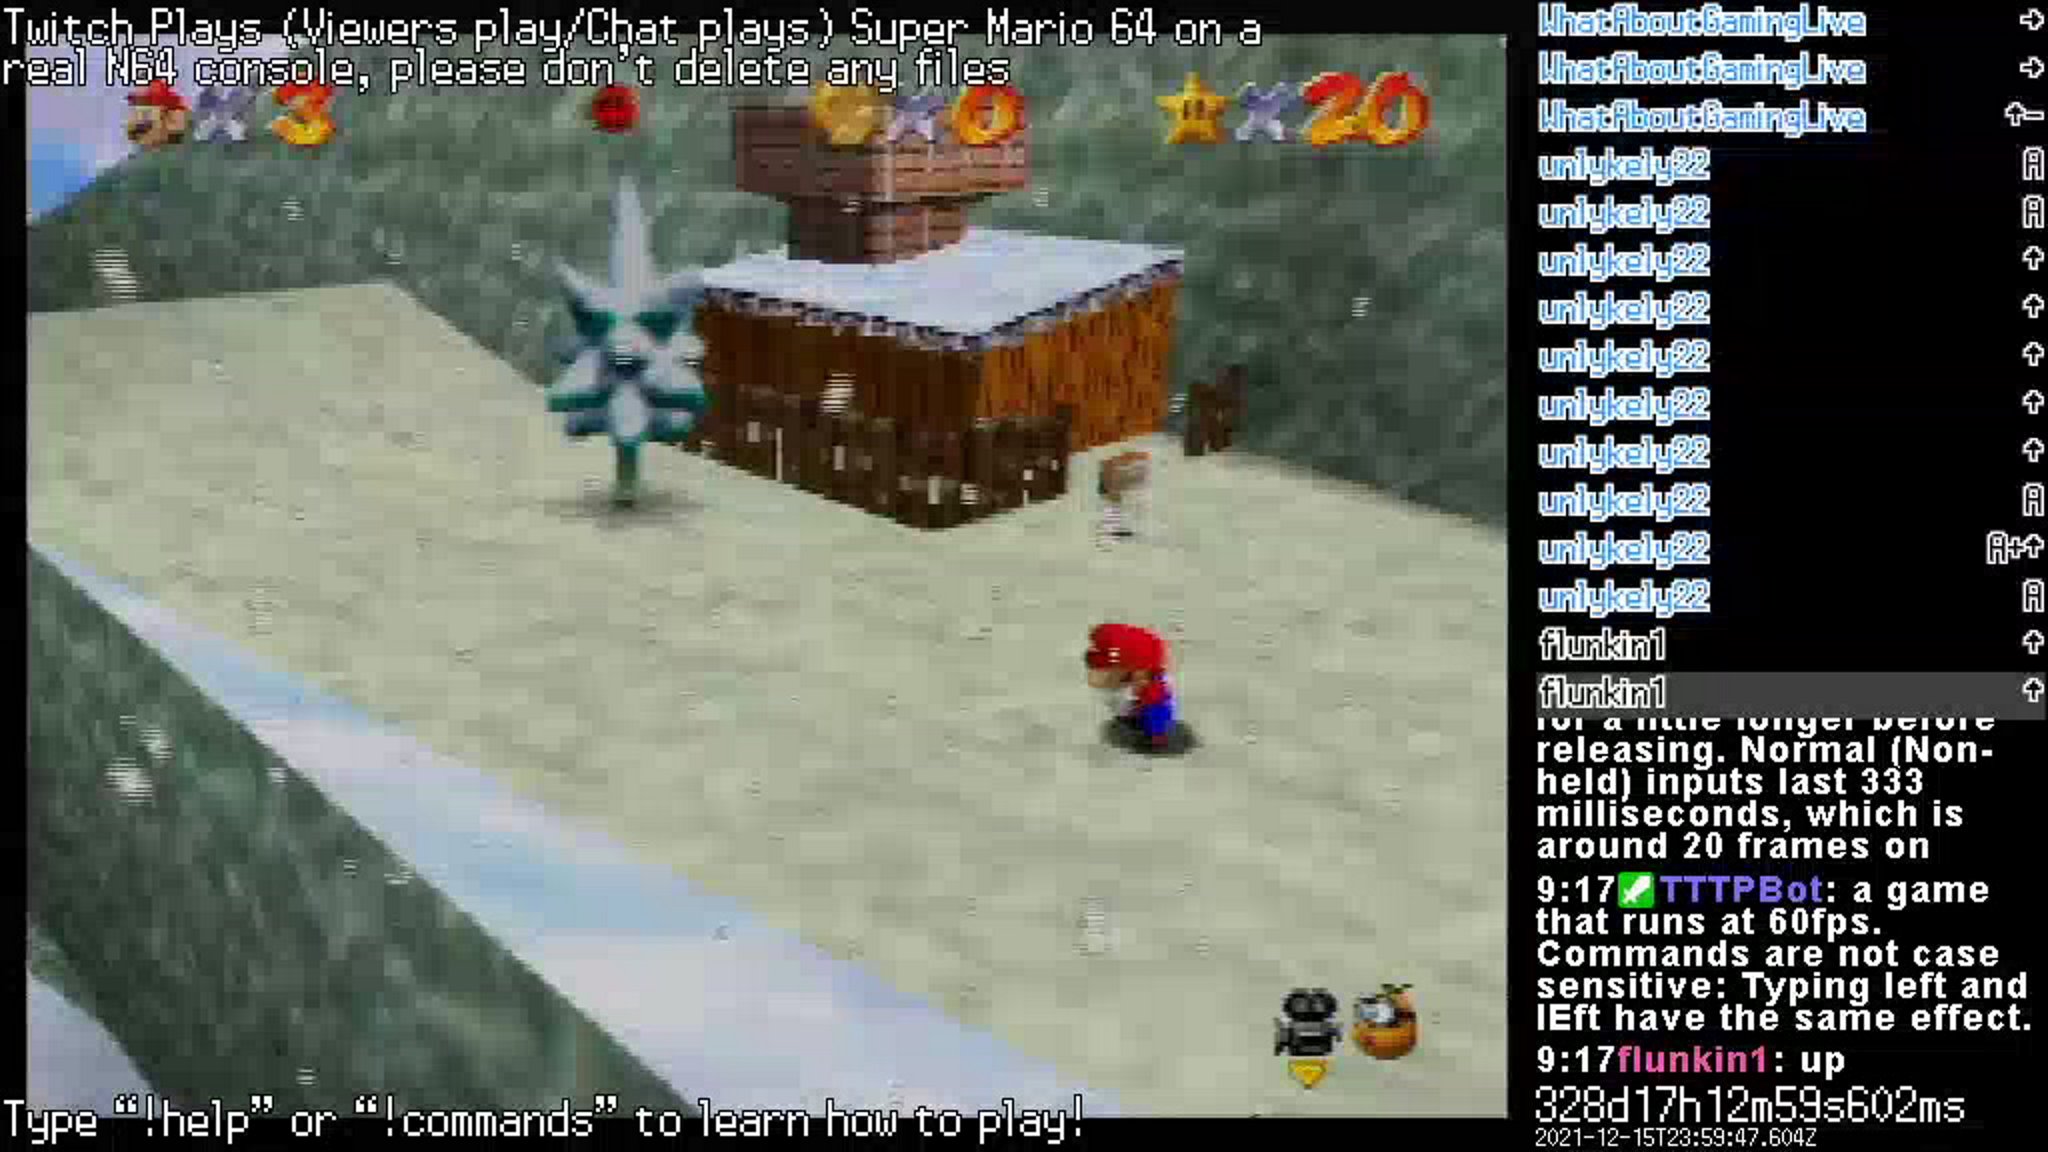 Twitch Plays (Viewers play/Chat plays) Super Mario 64 on a
real N64 console, please don't delete any files
x 3
x 0
x 20
WhatAboutGamingLive →
WhatAboutGamingLive →
WhatAboutGamingLive ↑-
unlykely22 A
unlykely22 A
unlykely22 ↑
unlykely22 ↑
unlykely22 ↑
unlykely22 ↑
unlykely22 ↑
unlykely22 A
unlykely22 A+↑
unlykely22 A
flunkin1 ↑
flunkin1 ↑
for a little longer before
releasing. Normal (Non-
held) inputs last 333
milliseconds, which is
around 20 frames on
9:17 TTTPBot: a game
that runs at 60fps.
Commands are not case
sensitive: Typing left and
lEft have the same effect.
9:17 flunkin1: up
328d17h12m59s602ms
2021-12-15T23:59:47.604Z
Type "!help" or "!commands" to learn how to play!